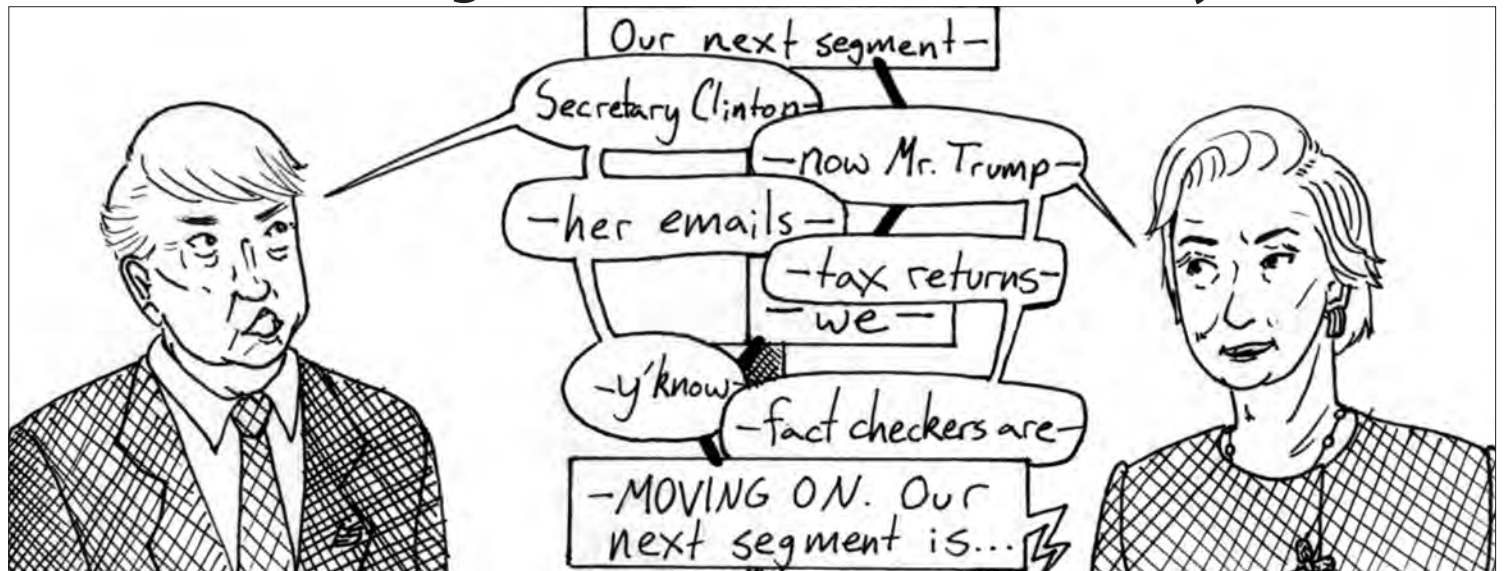 Our next segment-
Secretary Clinton-
-now Mr. Trump-
-her emails-
-tax returns-
-we-
-y'know-
-fact checkers are-
-MOVING ON. Our
next segment is...